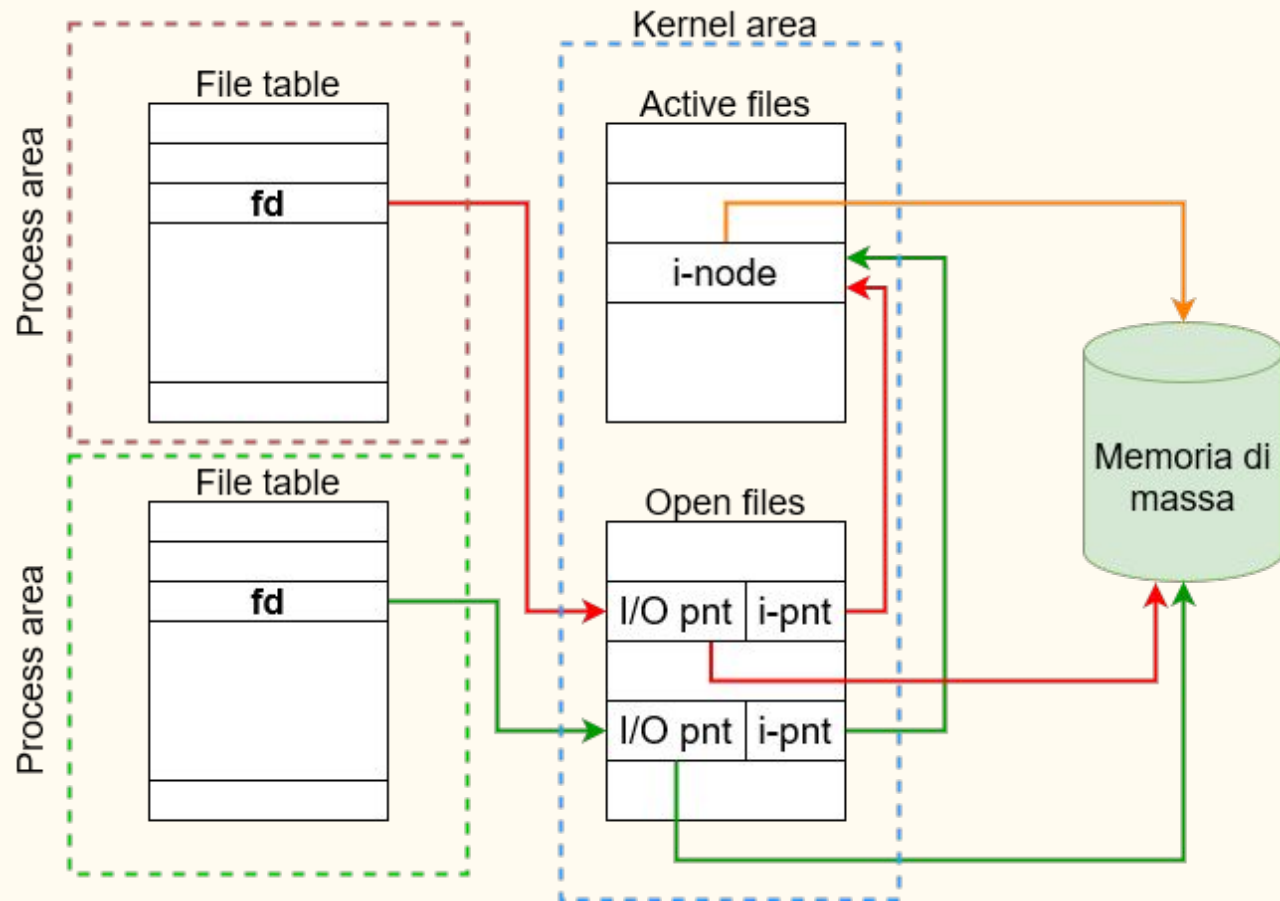 Kernel area
File table
Active files
Process area
fd
i-node
Memoria di
massa
File table
Open files
Process area
fd
I/O pnt
i-pnt
I/O pnt
i-pnt